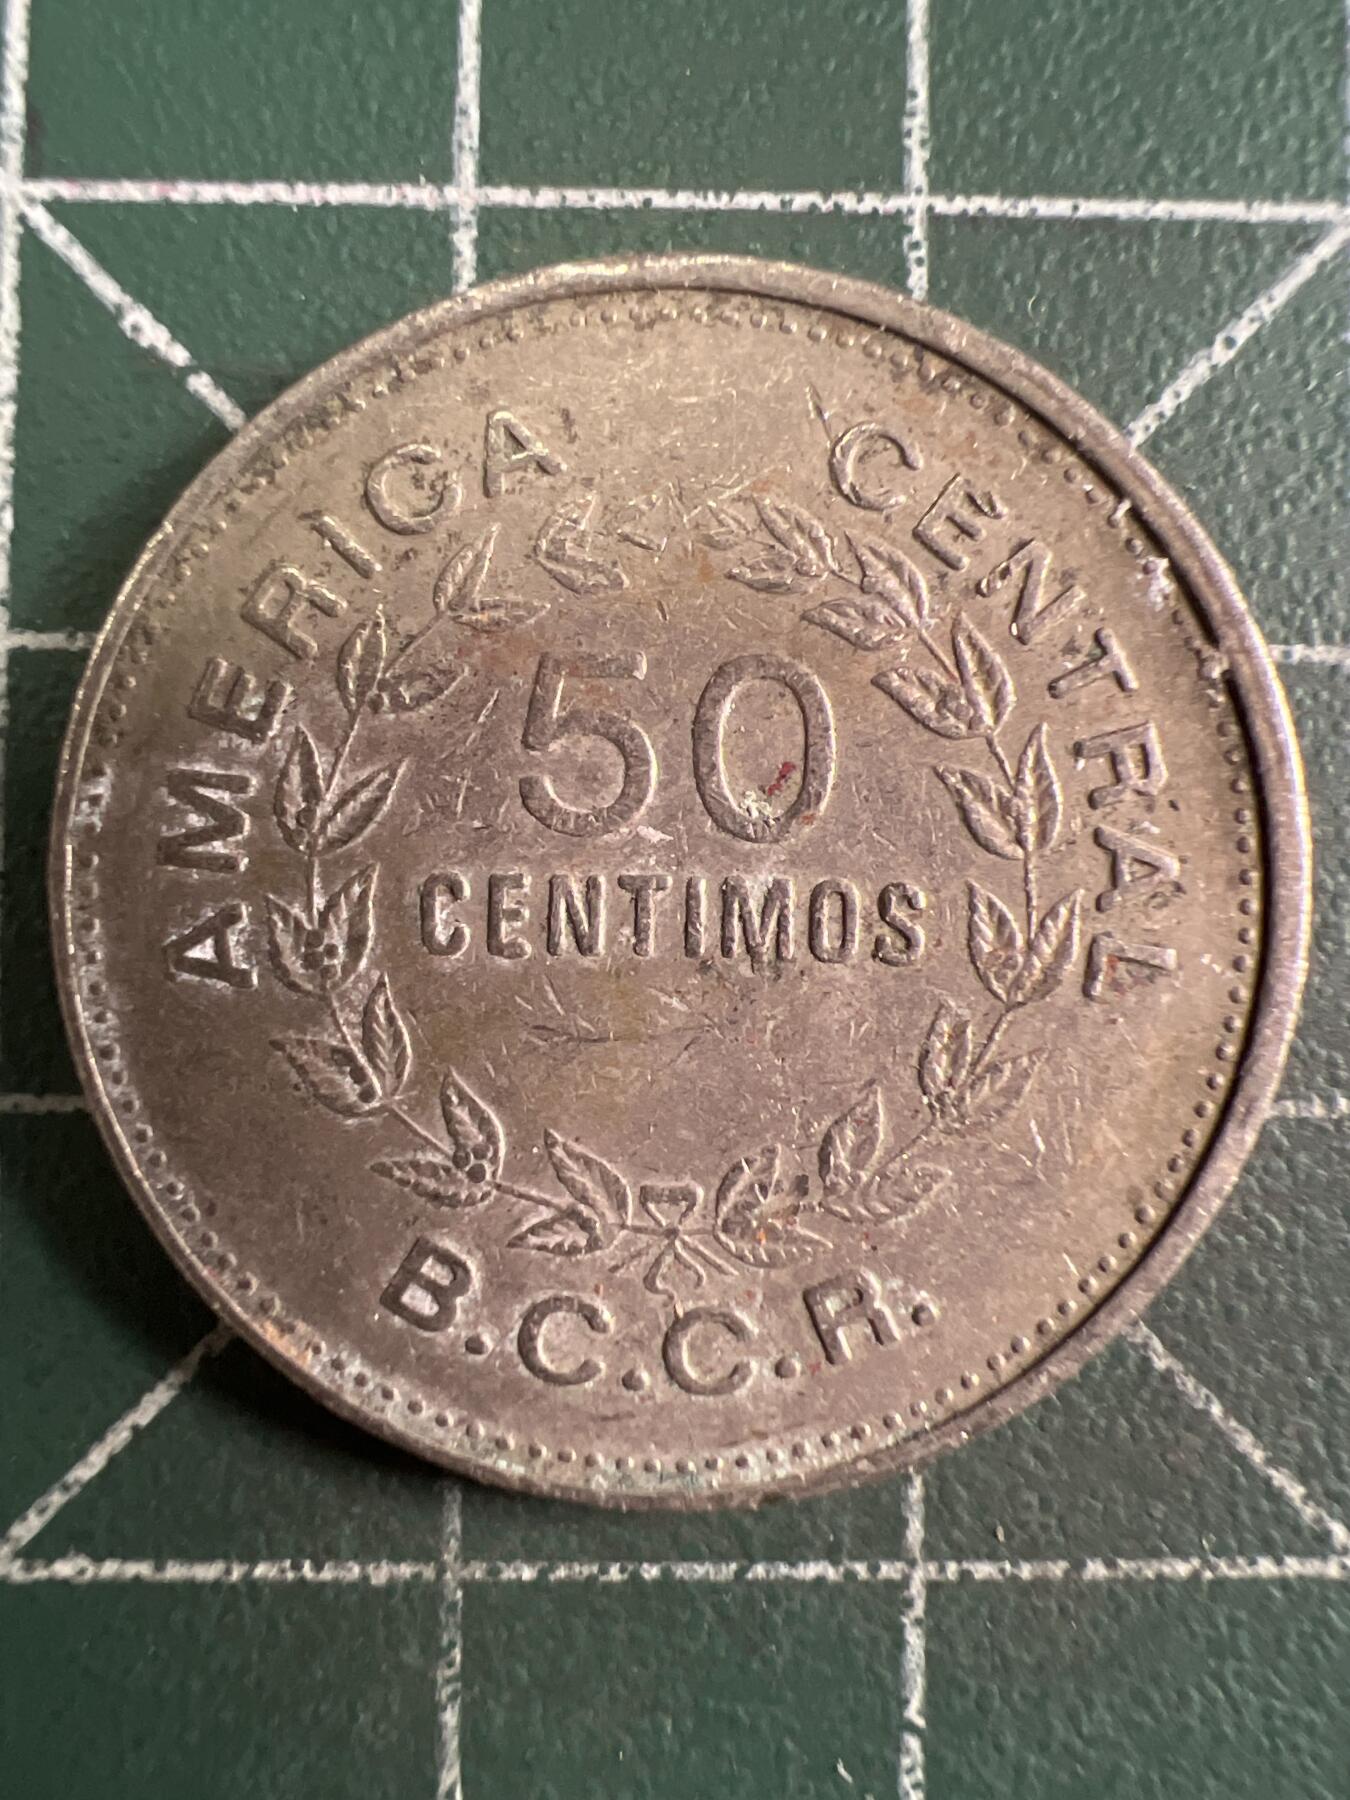 AMERICA CENTRAL
50
CENTIMOS
B.C.C.R.